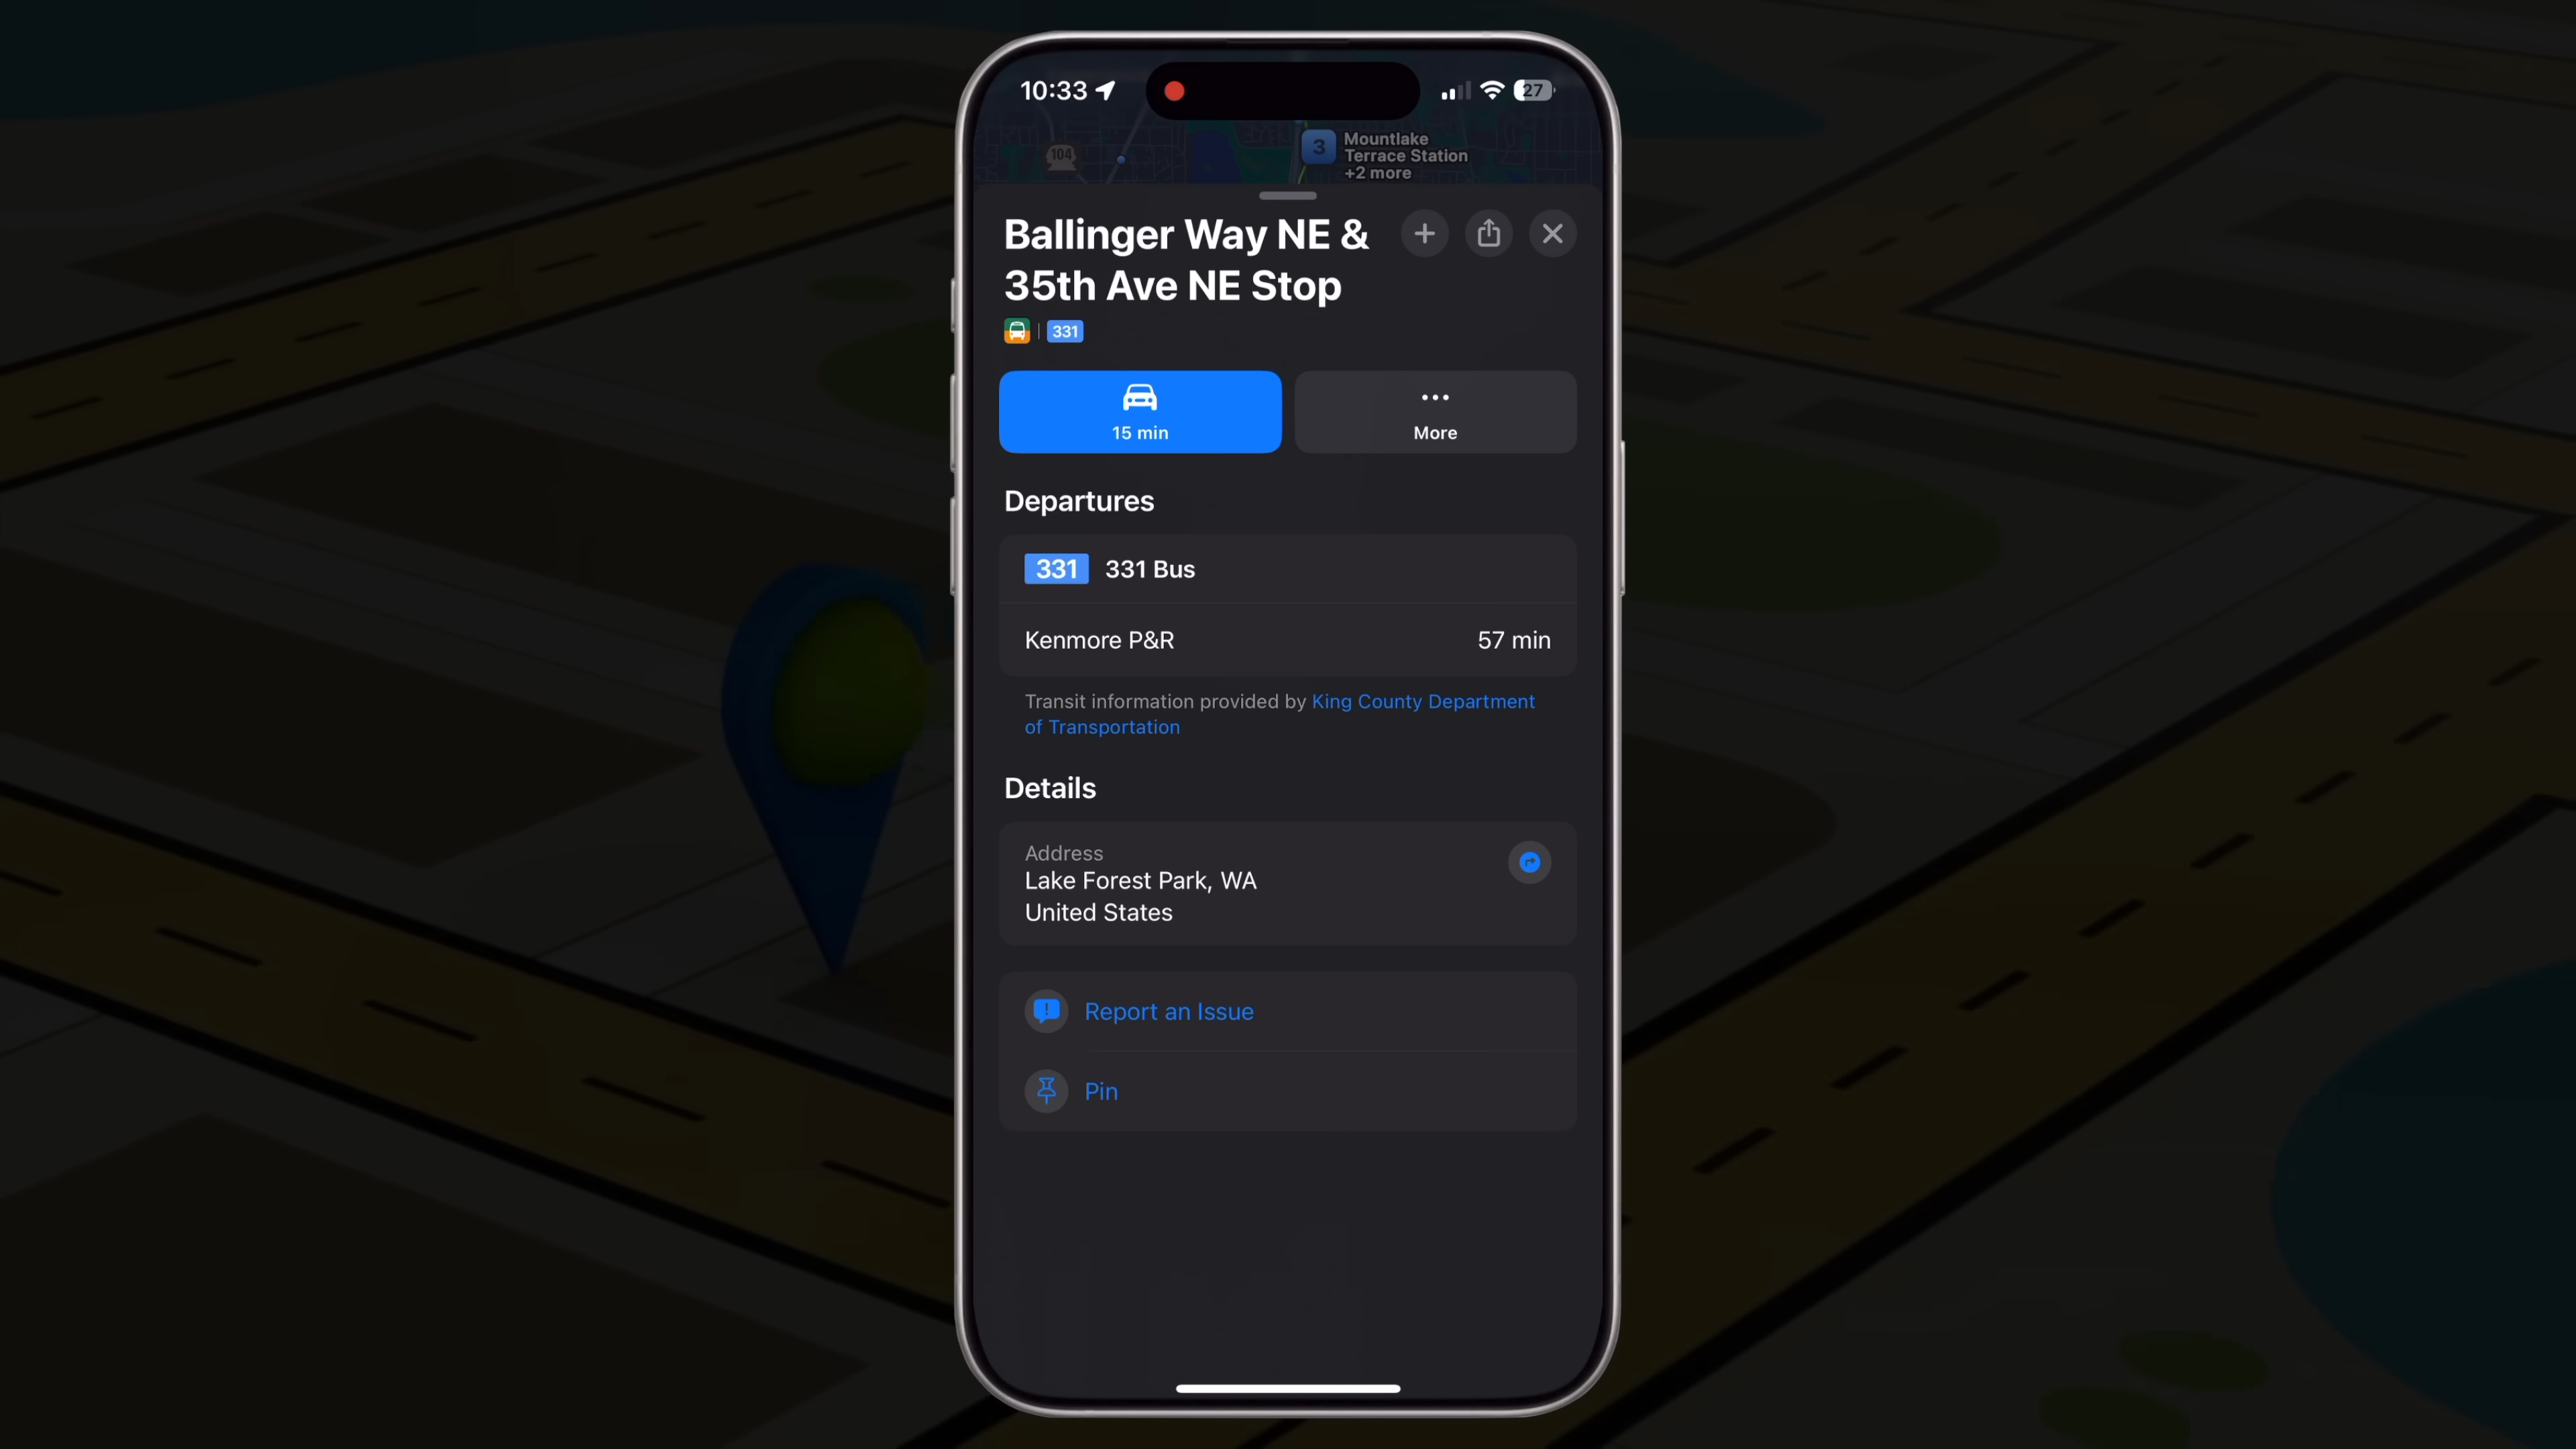 10:33
27
104
3
Mountlake
Terrace Station
+2 more
Ballinger Way NE &
35th Ave NE Stop
331
15 min
More
Departures
331 331 Bus
Kenmore P&R 57 min
Transit information provided by King County Department
of Transportation
Details
Address
Lake Forest Park, WA
United States
Report an Issue
Pin